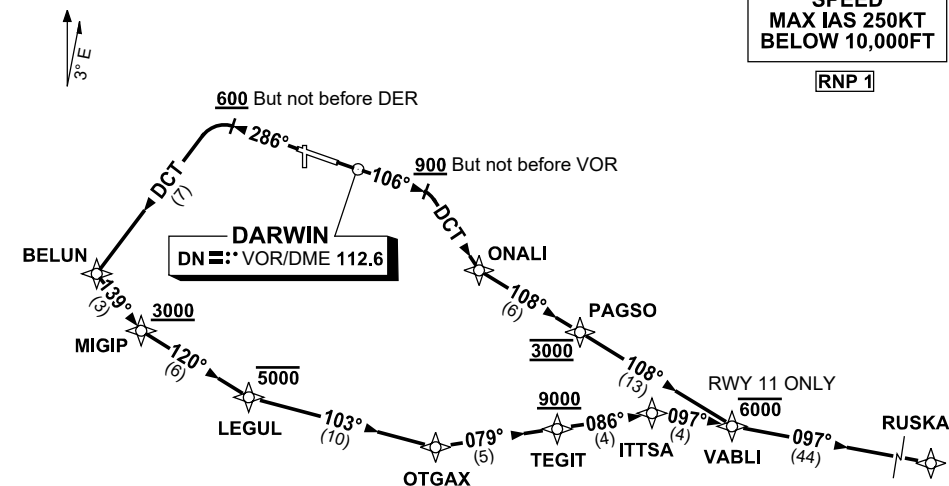 SPEED
MAX IAS 250KT
BELOW 10,000FT
RNP 1
3° E
600 But not before DER
286°
106°
900 But not before VOR
DCT
(7)
DCT
DARWIN
DN VOR/DME 112.6
BELUN
ONALI
139°
(3)
108°
(6)
PAGSO
3000
MIGIP
3000
120°
(6)
108°
(13)
5000
RWY 11 ONLY
6000
LEGUL
9000
RUSKA
103°
(10)
079°
(5)
086°
(4)
097°
(4)
097°
(44)
OTGAX
TEGIT
ITTSA
VABLI